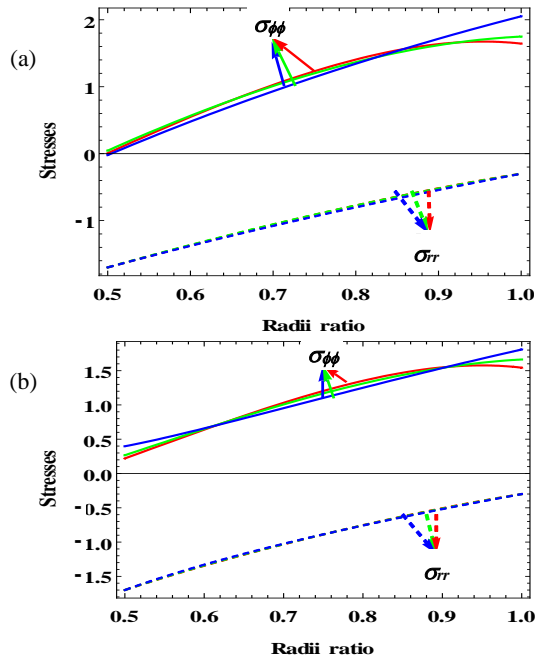 (a)
σϕϕ
2
1
0
-1
Stresses
σrr
0.5 0.6 0.7 0.8 0.9 1.0
Radii ratio
(b)
σϕϕ
1.5
1.0
0.5
0.0
-0.5
-1.0
-1.5
Stresses
σrr
0.5 0.6 0.7 0.8 0.9 1.0
Radii ratio